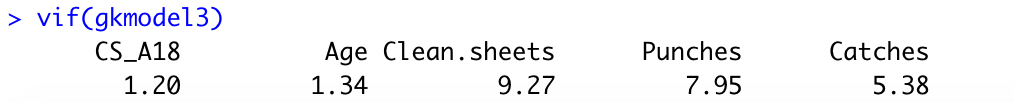 > vif(gkmodel3)
CS_A18 Age Clean.sheets Punches Catches
1.20 1.34 9.27 7.95 5.38